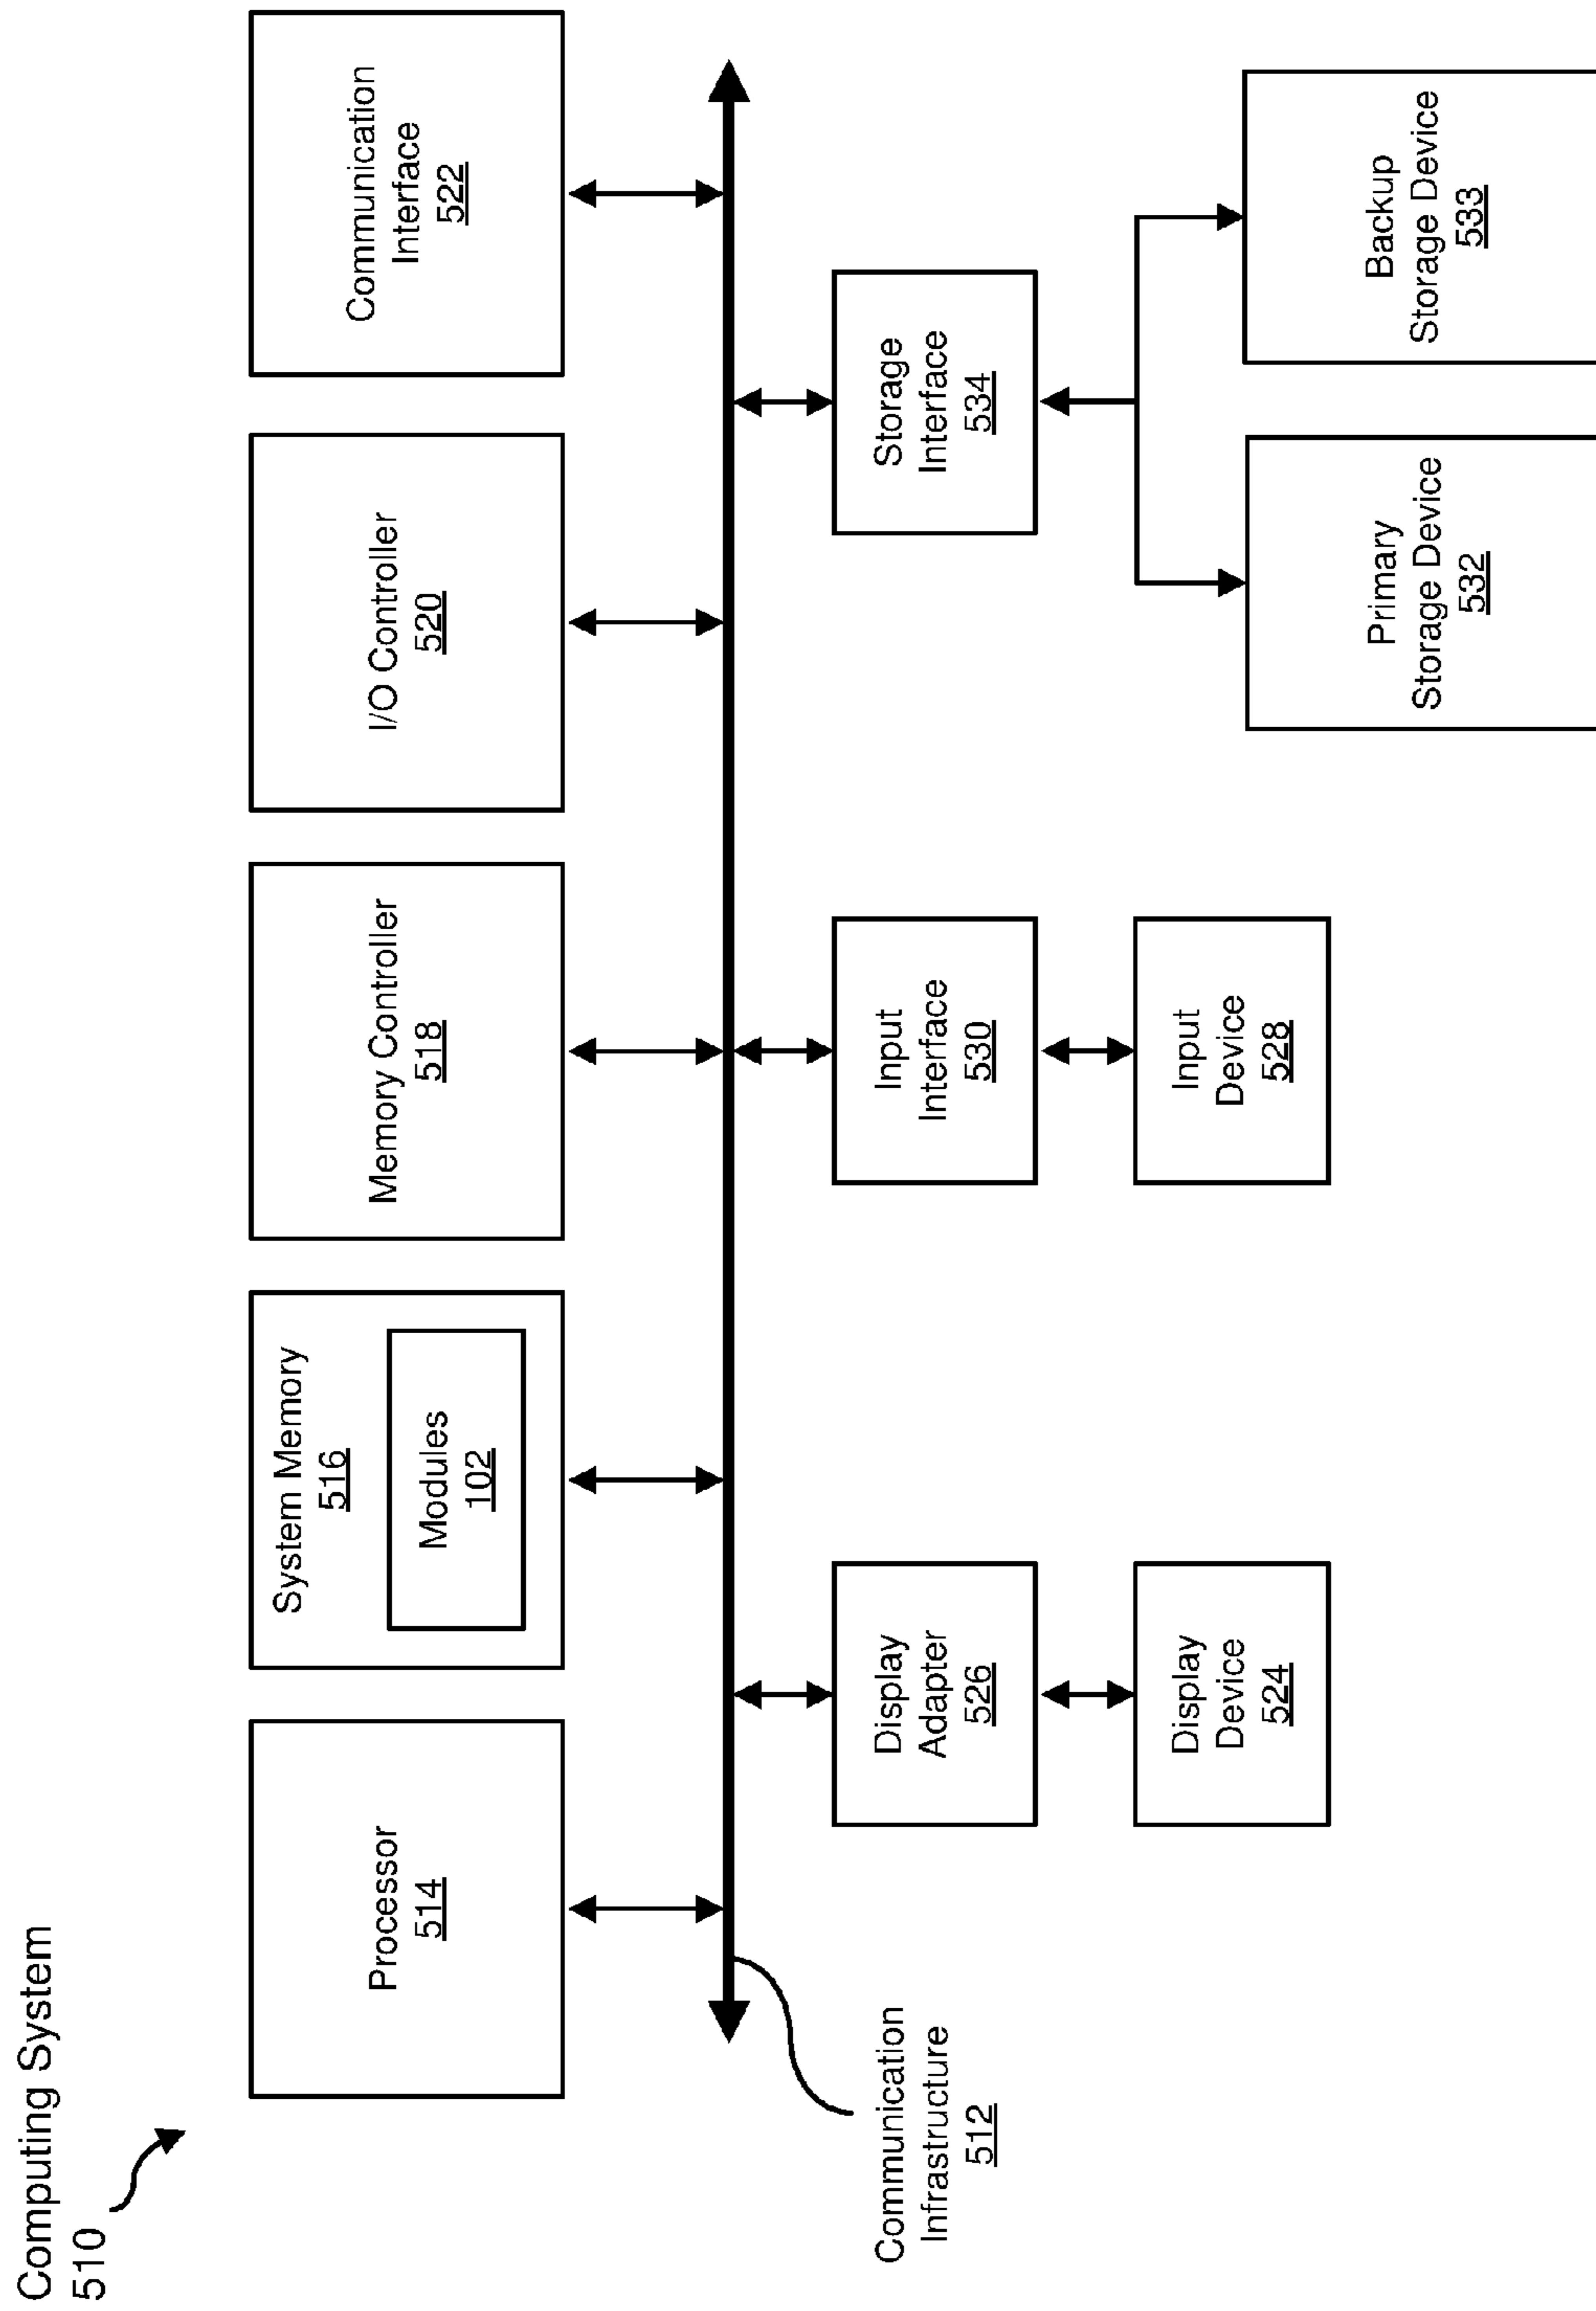 Computing System
510
Processor
514
System Memory
516
Modules
102
Memory Controller
518
I/O Controller
520
Communication
Interface
522
Communication
Infrastructure
512
Display
Adapter
526
Input
Interface
530
Storage
Interface
534
Display
Device
524
Input
Device
528
Primary
Storage Device
532
Backup
Storage Device
533